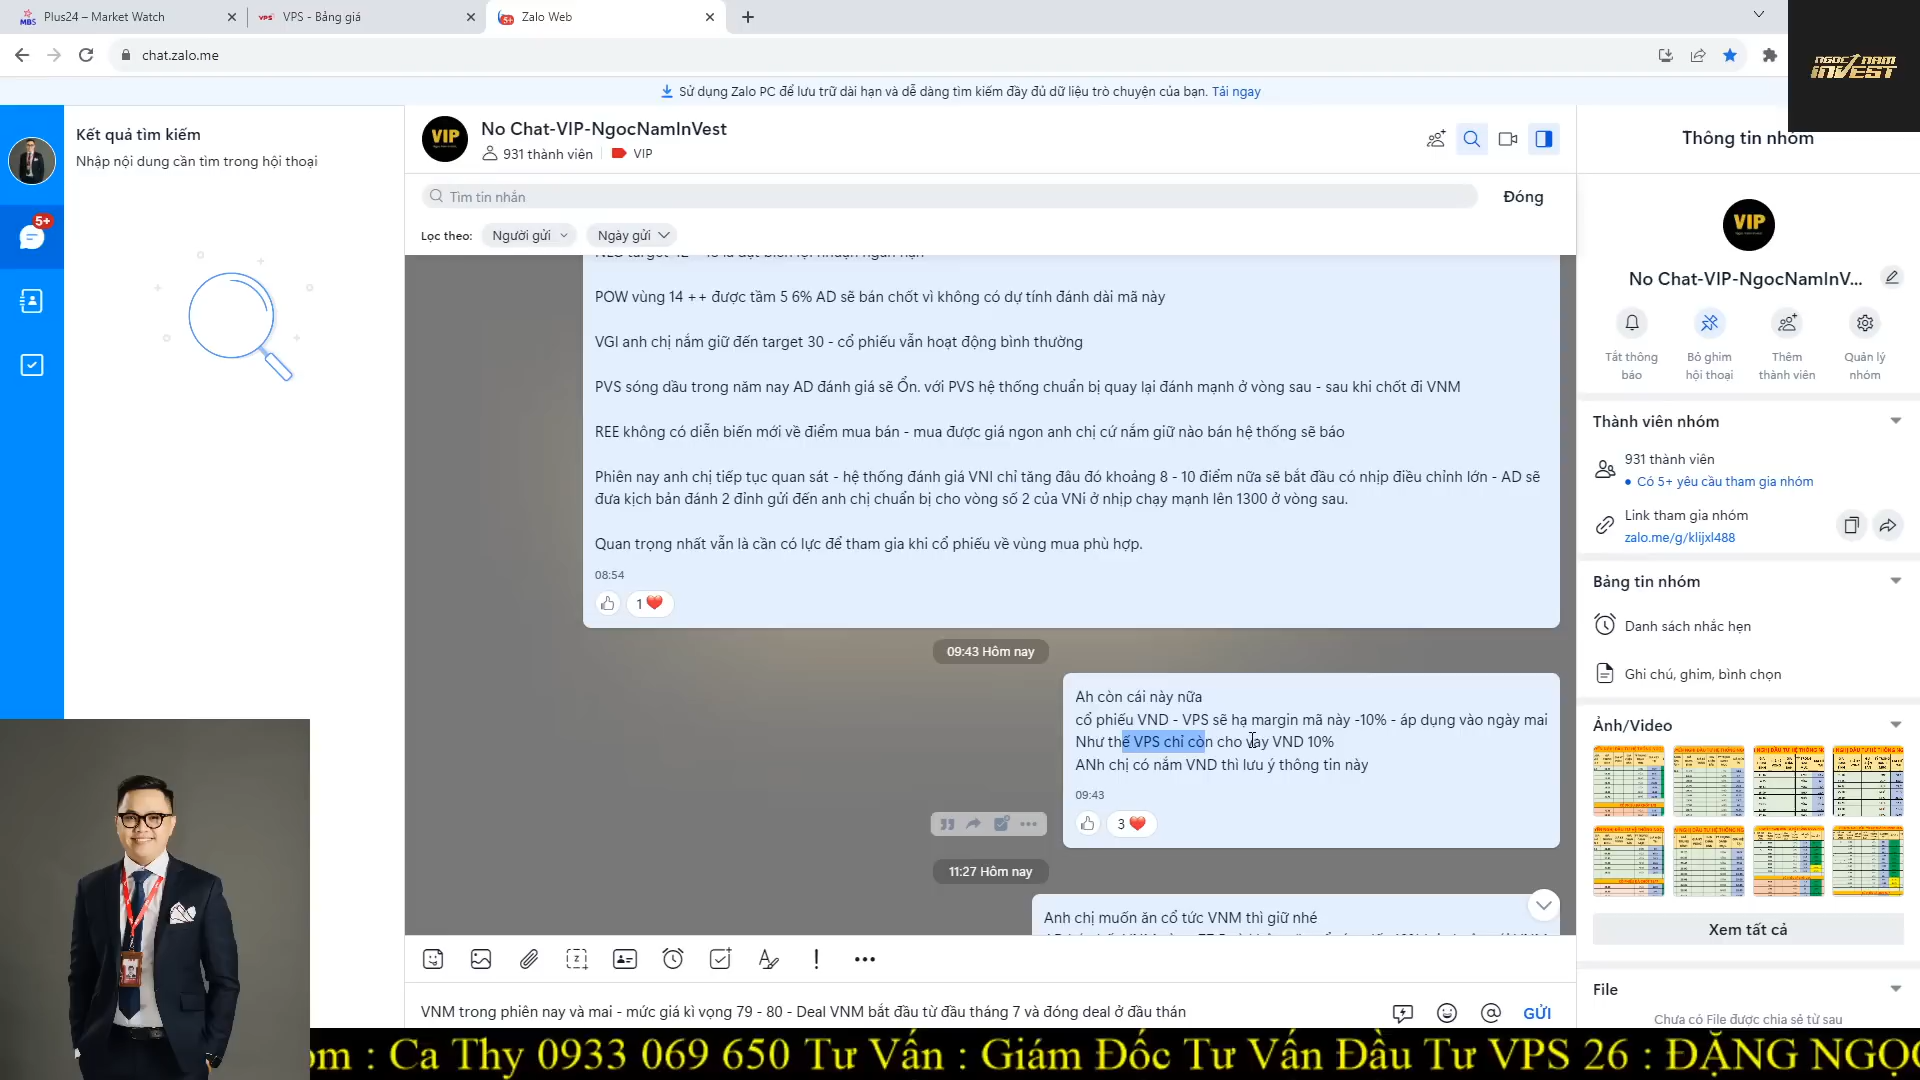 Plus24 – Market Watch
VPS - Bảng giá
Zalo Web
chat.zalo.me
NGOC NAM
INVEST
Sử dụng Zalo PC để lưu trữ dài hạn và dễ dàng tìm kiếm đầy đủ dữ liệu trò chuyện của bạn. Tải ngay
Kết quả tìm kiếm
Nhập nội dung cần tìm trong hội thoại
5+
VIP
No Chat-VIP-NgocNamInVest
931 thành viên
VIP
Tìm tin nhắn
Đóng
Lọc theo:
Người gửi
Ngày gửi
POW vùng 14 ++ được tầm 5 6% AD sẽ bán chốt vì không có dự tính đánh dài mã này
VGI anh chị nắm giữ đến target 30 - cổ phiếu vẫn hoạt động bình thường
PVS sóng dầu trong năm nay AD đánh giá sẽ Ổn. với PVS hệ thống chuẩn bị quay lại đánh mạnh ở vòng sau - sau khi chốt đi VNM
REE không có diễn biến mới về điểm mua bán - mua được giá ngon anh chị cứ nắm giữ nào bán hệ thống sẽ báo
Phiên nay anh chị tiếp tục quan sát - hệ thống đánh giá VNI chỉ tăng đâu đó khoảng 8 - 10 điểm nữa sẽ bắt đầu có nhịp điều chỉnh lớn - AD sẽ
đưa kịch bản đánh 2 đỉnh gửi đến anh chị chuẩn bị cho vòng số 2 của VNi ở nhịp chạy mạnh lên 1300 ở vòng sau.
Quan trọng nhất vẫn là cần có lực để tham gia khi cổ phiếu về vùng mua phù hợp.
08:54
1
09:43 Hôm nay
Ah còn cái này nữa
cổ phiếu VND - VPS sẽ hạ margin mã này -10% - áp dụng vào ngày mai
Như thế VPS chỉ còn cho vay VND 10%
ANh chị có nắm VND thì lưu ý thông tin này
09:43
3
11:27 Hôm nay
Anh chị muốn ăn cổ tức VNM thì giữ nhé
VNM trong phiên nay và mai - mức giá kì vọng 79 - 80 - Deal VNM bắt đầu từ đầu tháng 7 và đóng deal ở đầu thán
GỬI
Thông tin nhóm
VIP
No Chat-VIP-NgocNamInV...
Tắt thông báo
Bỏ ghim hội thoại
Thêm thành viên
Quản lý nhóm
Thành viên nhóm
931 thành viên
• Có 5+ yêu cầu tham gia nhóm
Link tham gia nhóm
zalo.me/g/klijxl488
Bảng tin nhóm
Danh sách nhắc hẹn
Ghi chú, ghim, bình chọn
Ảnh/Video
Xem tất cả
File
Chưa có File được chia sẻ từ sau
om : Ca Thy 0933 069 650 Tư Vấn : Giám Đốc Tư Vấn Đầu Tư VPS 26 : ĐẶNG NGỌC